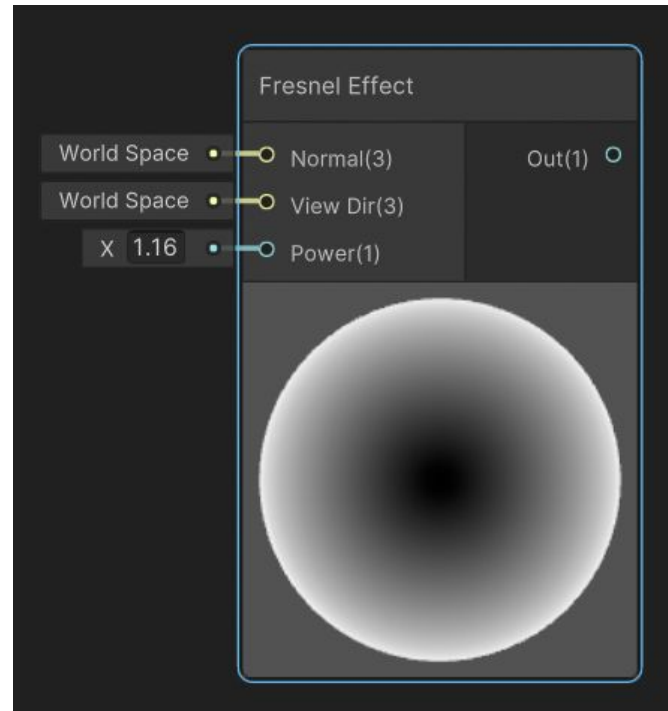 Fresnel Effect
World Space Normal(3) Out(1)
World Space View Dir(3)
X 1.16 Power(1)